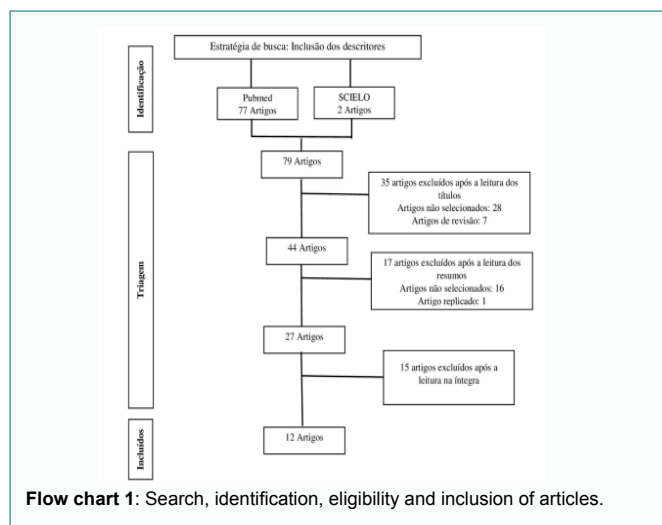 Estratégia de busca: Inclusão dos descritores
Identificação
Pubmed
77 Artigos
SCIELO
2 Artigos
79 Artigos
35 artigos excluídos após a leitura dos
títulos
Artigos não selecionados: 28
Artigos de revisão: 7
Triagem
44 Artigos
17 artigos excluídos após a leitura dos
resumos
Artigos não selecionados: 16
Artigo replicado: 1
27 Artigos
15 artigos excluídos após a
leitura na íntegra
Incluídos
12 Artigos
Flow chart 1: Search, identification, eligibility and inclusion of articles.